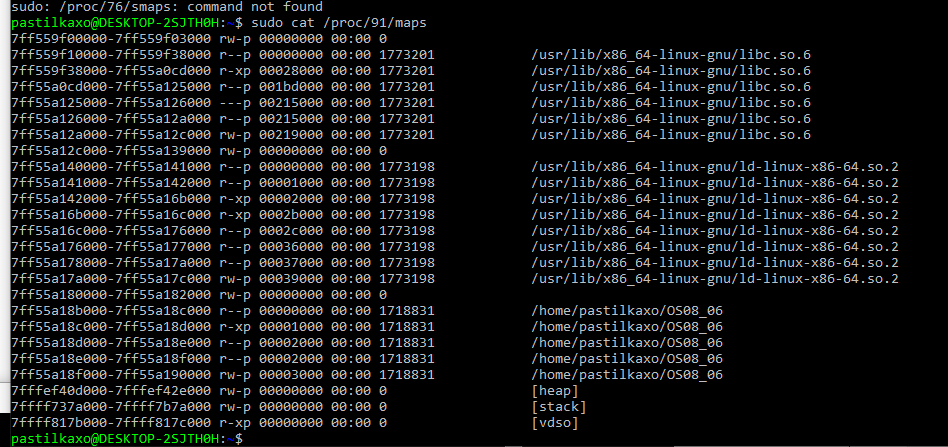 sudo: /proc/76/smaps: command not found
pastilkaxo@DESKTOP-2SJTH0H:~$ sudo cat /proc/91/maps
7ff559f00000-7ff559f03000 rw-p 00000000 00:00 0
7ff559f10000-7ff559f38000 r--p 00000000 00:00 1773201 /usr/lib/x86_64-linux-gnu/libc.so.6
7ff559f38000-7ff55a0cd000 r-xp 00028000 00:00 1773201 /usr/lib/x86_64-linux-gnu/libc.so.6
7ff55a0cd000-7ff55a125000 r--p 001bd000 00:00 1773201 /usr/lib/x86_64-linux-gnu/libc.so.6
7ff55a125000-7ff55a126000 ---p 00215000 00:00 1773201 /usr/lib/x86_64-linux-gnu/libc.so.6
7ff55a126000-7ff55a12a000 r--p 00215000 00:00 1773201 /usr/lib/x86_64-linux-gnu/libc.so.6
7ff55a12a000-7ff55a12c000 rw-p 00219000 00:00 1773201 /usr/lib/x86_64-linux-gnu/libc.so.6
7ff55a12c000-7ff55a139000 rw-p 00000000 00:00 0
7ff55a140000-7ff55a141000 r--p 00000000 00:00 1773198 /usr/lib/x86_64-linux-gnu/ld-linux-x86-64.so.2
7ff55a141000-7ff55a142000 r--p 00001000 00:00 1773198 /usr/lib/x86_64-linux-gnu/ld-linux-x86-64.so.2
7ff55a142000-7ff55a16b000 r-xp 00002000 00:00 1773198 /usr/lib/x86_64-linux-gnu/ld-linux-x86-64.so.2
7ff55a16b000-7ff55a16c000 r-xp 0002b000 00:00 1773198 /usr/lib/x86_64-linux-gnu/ld-linux-x86-64.so.2
7ff55a16c000-7ff55a176000 r--p 0002c000 00:00 1773198 /usr/lib/x86_64-linux-gnu/ld-linux-x86-64.so.2
7ff55a176000-7ff55a177000 r--p 00036000 00:00 1773198 /usr/lib/x86_64-linux-gnu/ld-linux-x86-64.so.2
7ff55a178000-7ff55a17a000 r--p 00037000 00:00 1773198 /usr/lib/x86_64-linux-gnu/ld-linux-x86-64.so.2
7ff55a17a000-7ff55a17c000 rw-p 00039000 00:00 1773198 /usr/lib/x86_64-linux-gnu/ld-linux-x86-64.so.2
7ff55a180000-7ff55a182000 rw-p 00000000 00:00 0
7ff55a18b000-7ff55a18c000 r--p 00000000 00:00 1718831 /home/pastilkaxo/OS08_06
7ff55a18c000-7ff55a18d000 r-xp 00001000 00:00 1718831 /home/pastilkaxo/OS08_06
7ff55a18d000-7ff55a18e000 r--p 00002000 00:00 1718831 /home/pastilkaxo/OS08_06
7ff55a18e000-7ff55a18f000 r--p 00002000 00:00 1718831 /home/pastilkaxo/OS08_06
7ff55a18f000-7ff55a190000 rw-p 00003000 00:00 1718831 /home/pastilkaxo/OS08_06
7fffef40d000-7fffef42e000 rw-p 00000000 00:00 0 [heap]
7ffff737a000-7ffff7b7a000 rw-p 00000000 00:00 0 [stack]
7ffff817b000-7ffff817c000 r-xp 00000000 00:00 0 [vdso]
pastilkaxo@DESKTOP-2SJTH0H:~$